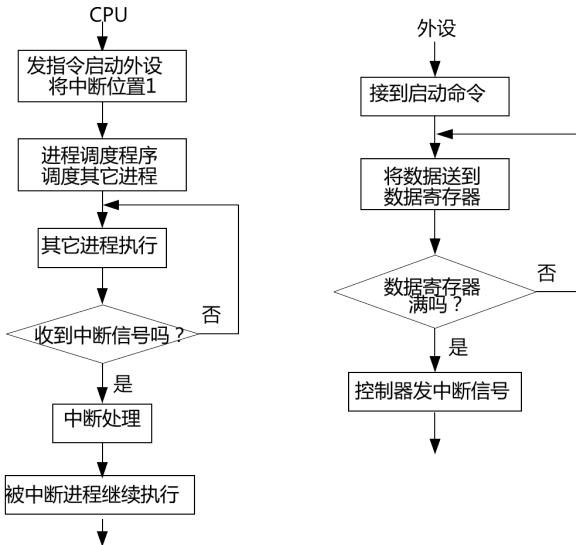 CPU
发指令启动外设
将中断位置1
进程调度程序
调度其它进程
其它进程执行
收到中断信号吗？
否
是
中断处理
被中断进程继续执行
外设
接到启动命令
将数据送到
数据寄存器
数据寄存器
满吗？
否
是
控制器发中断信号